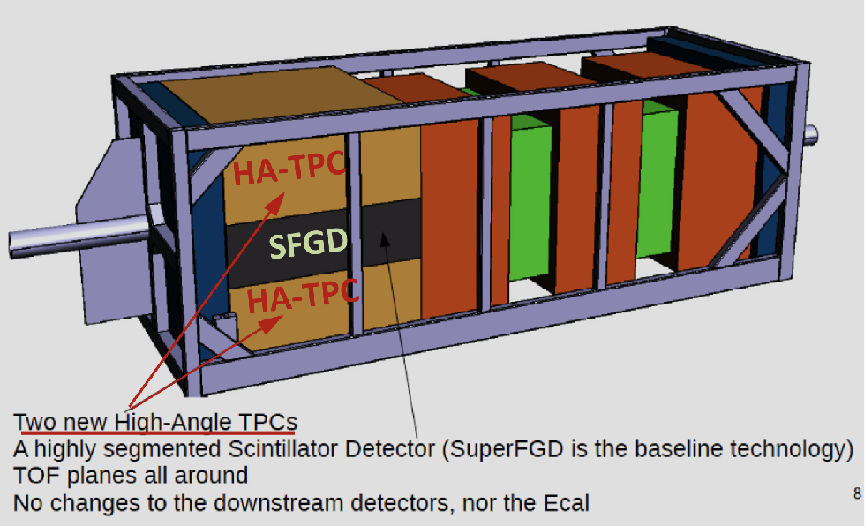 HA-TPC
SFGD
HA-TPC
Two new High-Angle TPCs
A highly segmented Scintillator Detector (SuperFGD is the baseline technology)
TOF planes all around
No changes to the downstream detectors, nor the Ecal
8